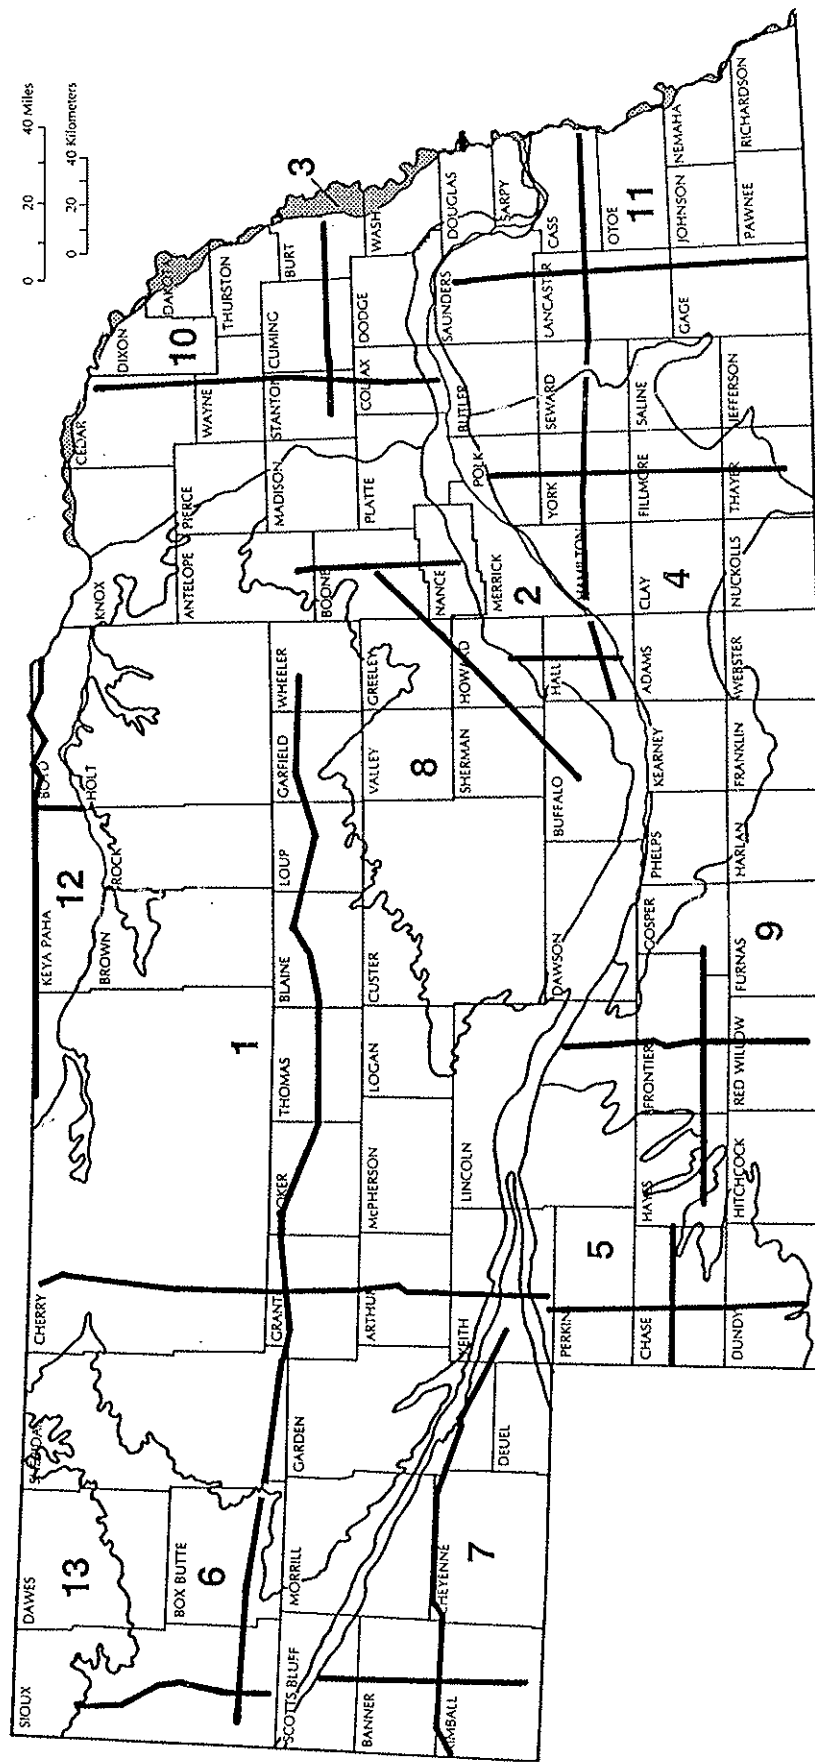 0 20 40 Miles
0 20 40 Kilometers
SIOUX
DAWES
SHERIDAN
CHERRY
KEYA PAHA
BOYD
13
12
BROWN
ROCK
HOLT
KNOX
CEDAR
DIXON
DAKOTA
BOX BUTTE
6
1
ANTELOPE
PIERCE
WAYNE
10
THURSTON
SCOTTS BLUFF
MORRILL
GARDEN
GRANT
OKER
THOMAS
BLAINE
LOUP
GARFIELD
WHEELER
BOONE
MADISON
STANTON
CUMING
BURT
3
BANNER
ARTHUR
McPHERSON
LOGAN
CUSTER
VALLEY
GREELEY
NANCE
PLATTE
COLFAX
DODGE
WASH
8
KIMBALL
CHEYENNE
7
DEUEL
KEITH
LINCOLN
SHERMAN
HOWARD
MERRICK
POLK
BUTLER
SAUNDERS
DOUGLAS
SARPY
2
PERKIN
5
DAWSON
BUFFALO
HALL
HAMILTON
YORK
SEWARD
LANCASTER
CASS
OTOE
CHASE
HAYES
FRONTIER
GOSPER
PHELPS
KEARNEY
ADAMS
CLAY
4
FILLMORE
SALINE
GAGE
11
JOHNSON
NEMAHA
DUNDY
HITCHCOCK
RED WILLOW
FURNAS
9
HARLAN
FRANKLIN
WEBSTER
NUCKOLLS
THAYER
JEFFERSON
PAWNEE
RICHARDSON